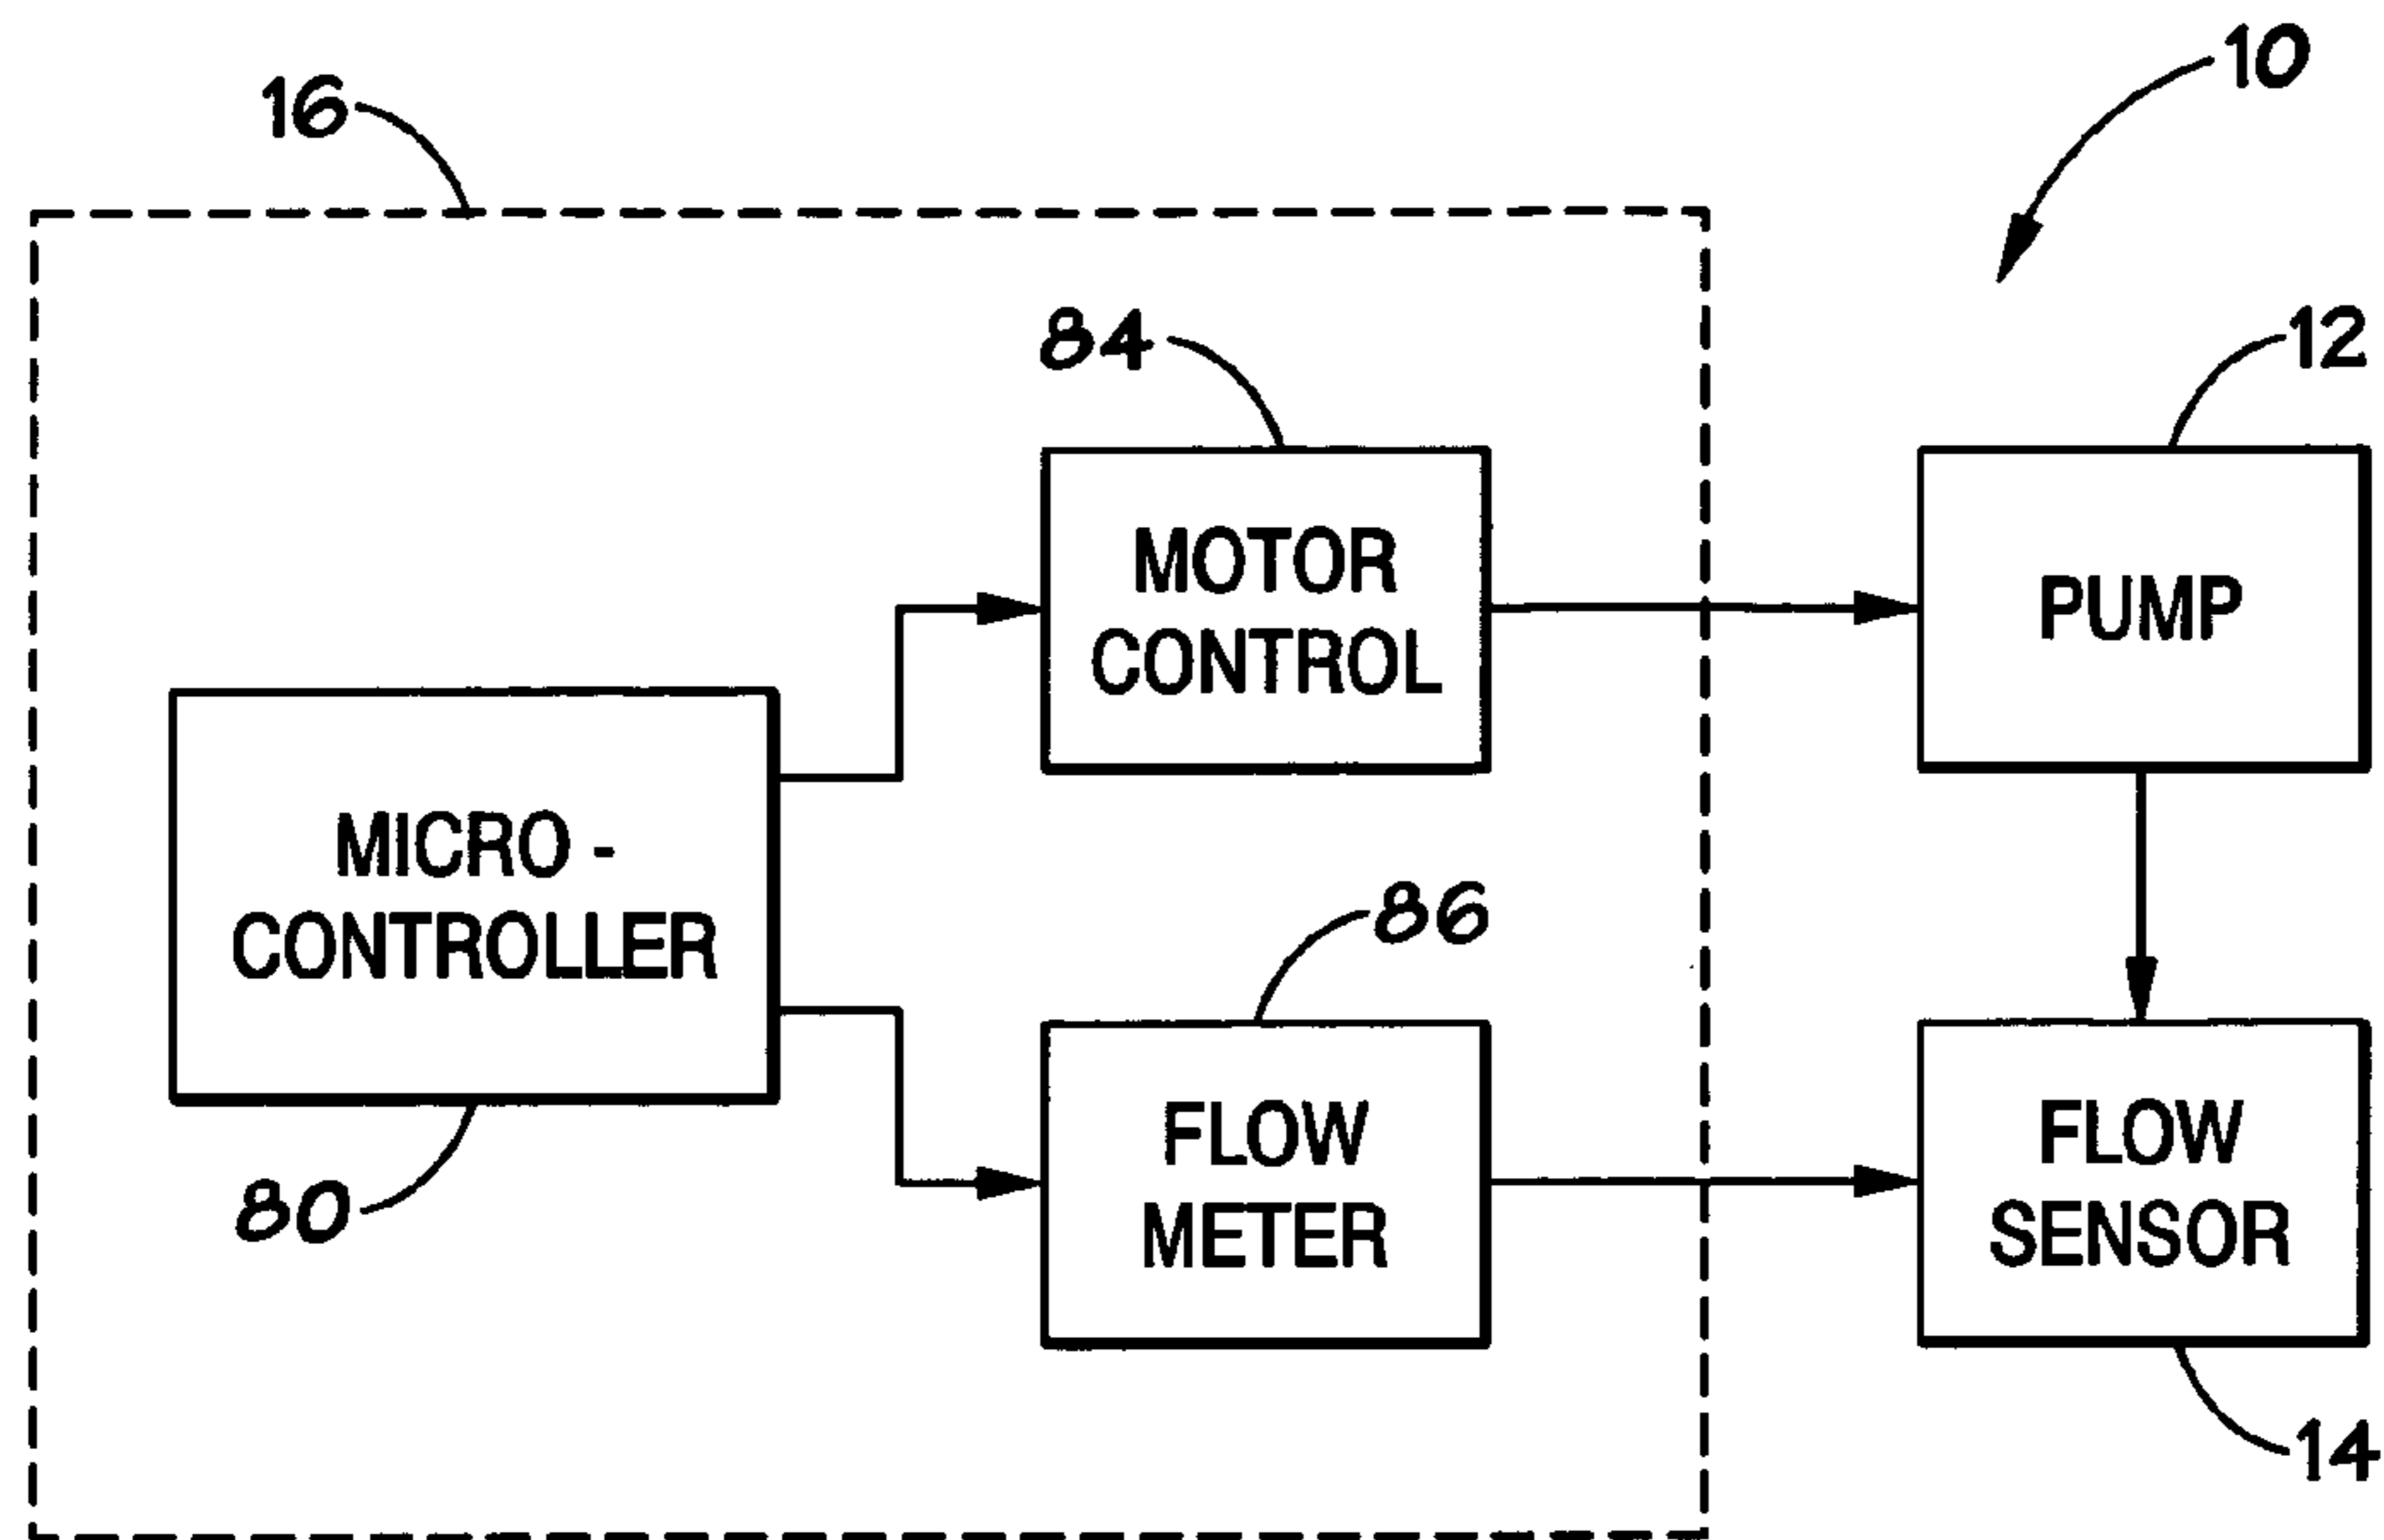 10
16
84
12
MOTOR
CONTROL
PUMP
MICRO -
CONTROLLER
86
FLOW
METER
FLOW
SENSOR
80
14